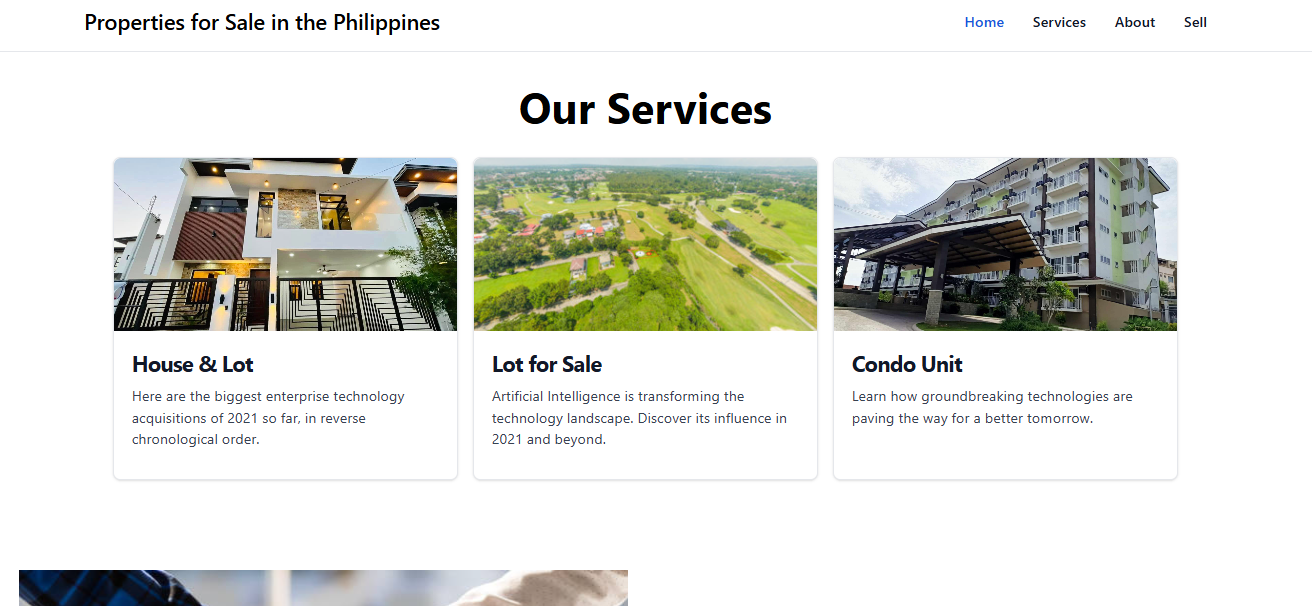 Properties for Sale in the Philippines
Home Services About Sell
Our Services
House & Lot
Here are the biggest enterprise technology
acquisitions of 2021 so far, in reverse
chronological order.
Lot for Sale
Artificial Intelligence is transforming the
technology landscape. Discover its influence in
2021 and beyond.
Condo Unit
Learn how groundbreaking technologies are
paving the way for a better tomorrow.